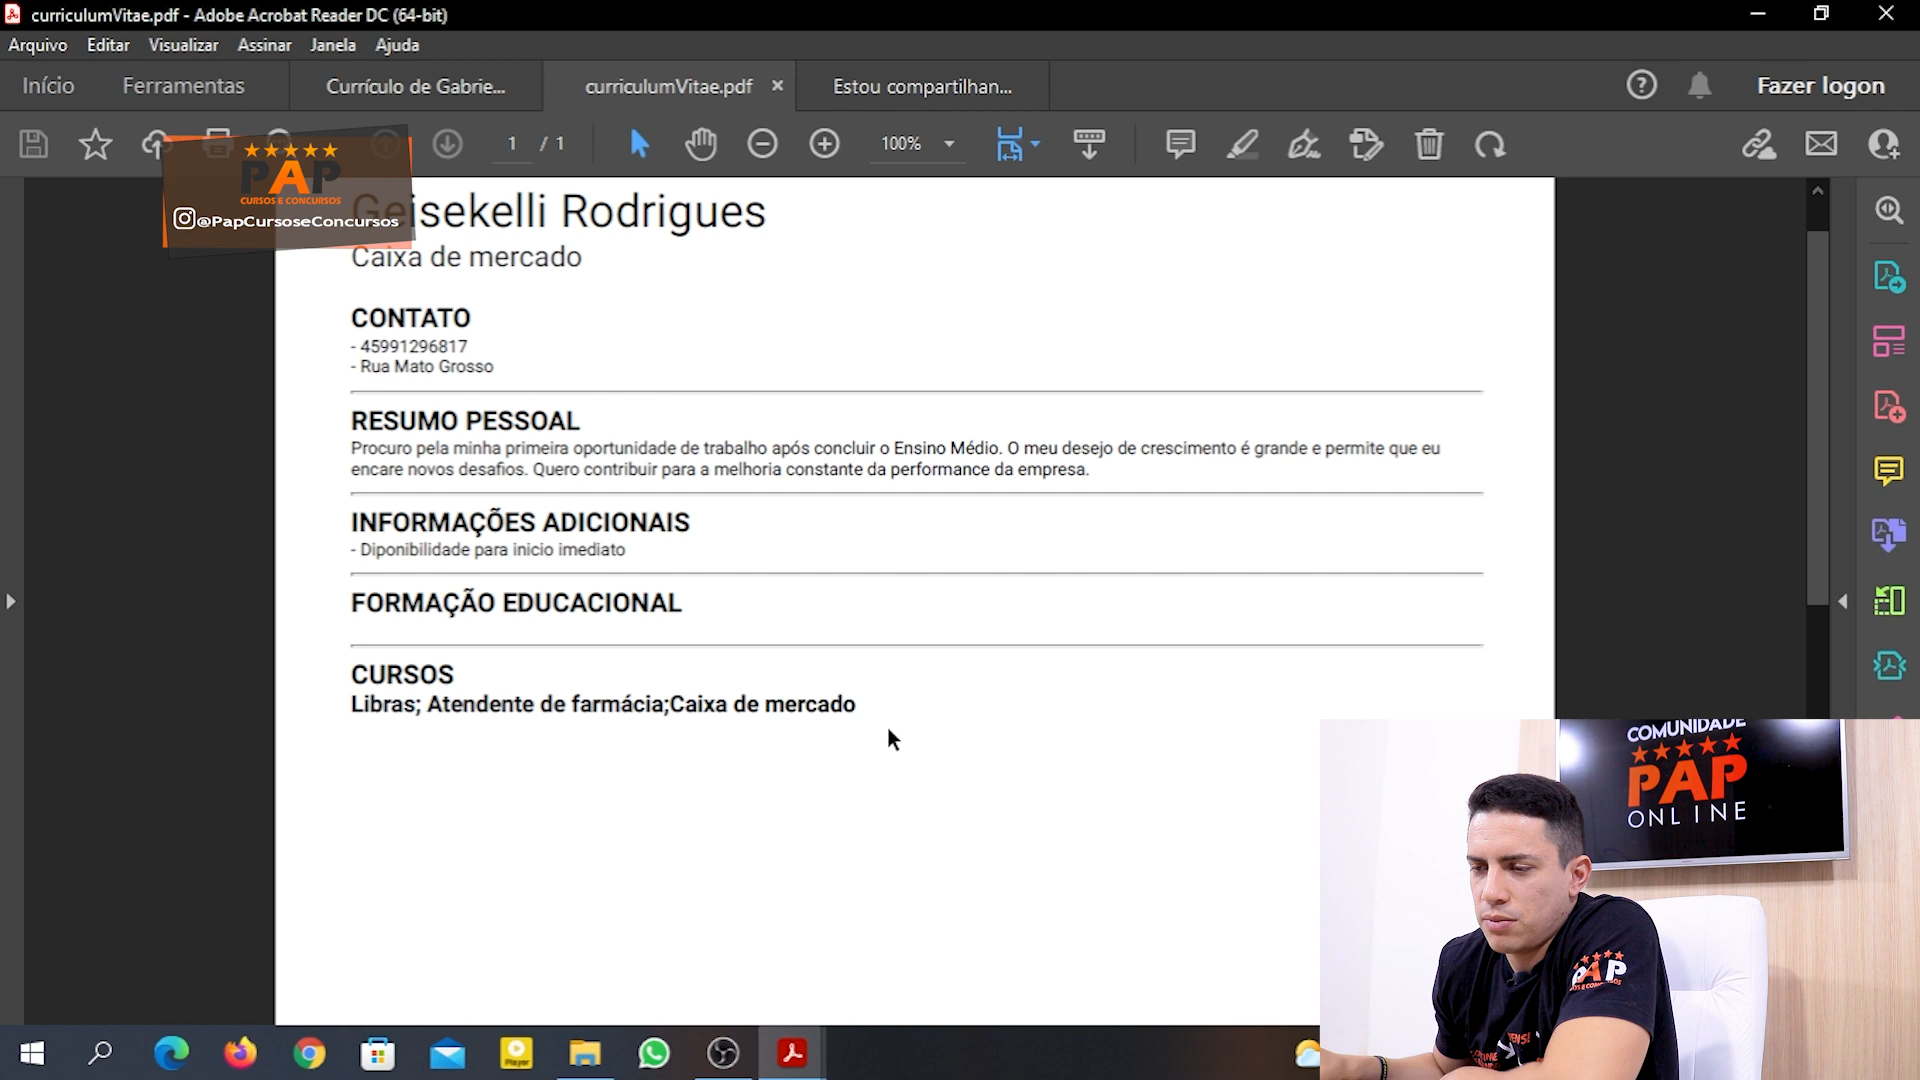 curriculumVitae.pdf - Adobe Acrobat Reader DC (64-bit)
Arquivo Editar Visualizar Assinar Janela Ajuda
Início Ferramentas Currículo de Gabrie... curriculumVitae.pdf × Estou compartilhan... Fazer logon
1 / 1 100%
PAP
CURSOS E CONCURSOS
@PapCursoseConcursos
Geisekelli Rodrigues
Caixa de mercado
CONTATO
- 45991296817
- Rua Mato Grosso
RESUMO PESSOAL
Procuro pela minha primeira oportunidade de trabalho após concluir o Ensino Médio. O meu desejo de crescimento é grande e permite que eu
encare novos desafios. Quero contribuir para a melhoria constante da performance da empresa.
INFORMAÇÕES ADICIONAIS
- Diponibilidade para inicio imediato
FORMAÇÃO EDUCACIONAL
CURSOS
Libras; Atendente de farmácia;Caixa de mercado
COMUNIDADE
PAP
ONLINE
PAP
Player